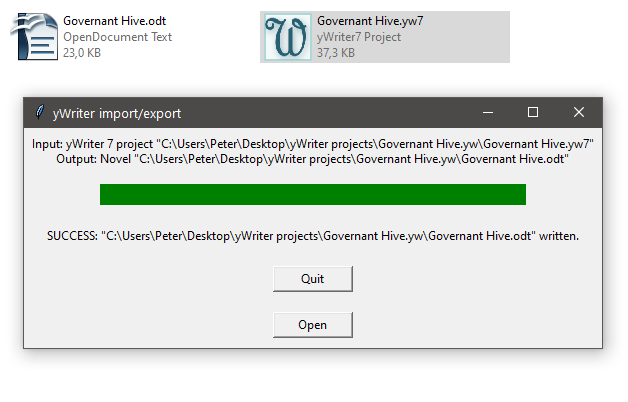 Governant Hive.odt
OpenDocument Text
23,0 KB
W
Governant Hive.yw7
yWriter7 Project
37,3 KB
yWriter import/export
Input: yWriter 7 project "C:\Users\Peter\Desktop\yWriter projects\Governant Hive.yw\Governant Hive.yw7"
Output: Novel "C:\Users\Peter\Desktop\yWriter projects\Governant Hive.yw\Governant Hive.odt"
SUCCESS: "C:\Users\Peter\Desktop\yWriter projects\Governant Hive.yw\Governant Hive.odt" written.
Quit
Open